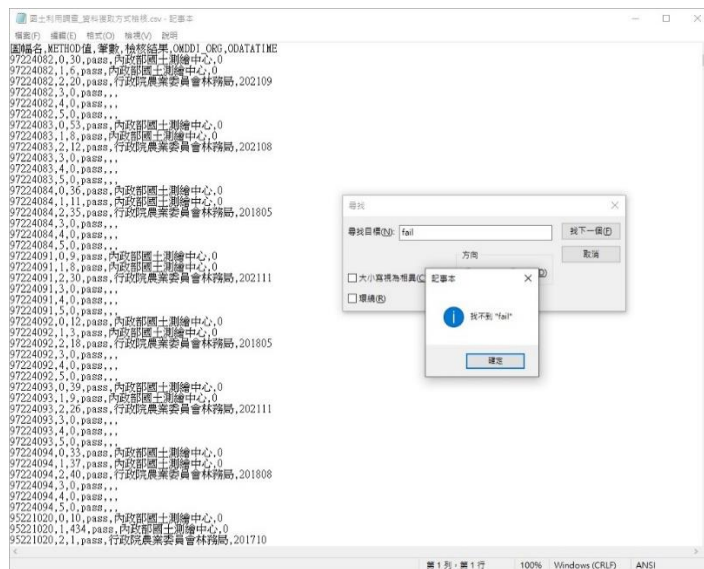 國土利用調查_資料獲取方式檢核.csv - 記事本
檔案(F) 編輯(E) 格式(O) 檢視(V) 說明
圖幅名,METHOD值,筆數,檢核結果,OMDDI_ORG,ODATATIME
97224082,0,30,pass,內政部國土測繪中心,0
97224082,1,6,pass,內政部國土測繪中心,0
97224082,2,20,pass,行政院農業委員會林務局,202109
97224082,3,0,pass,,,
97224082,4,0,pass,,,
97224082,5,0,pass,,,
97224083,0,53,pass,內政部國土測繪中心,0
97224083,1,8,pass,內政部國土測繪中心,0
97224083,2,12,pass,行政院農業委員會林務局,202108
97224083,3,0,pass,,,
97224083,4,0,pass,,,
97224083,5,0,pass,,,
97224084,0,36,pass,內政部國土測繪中心,0
97224084,1,11,pass,內政部國土測繪中心,0
97224084,2,35,pass,行政院農業委員會林務局,201805
97224084,3,0,pass,,,
97224084,4,0,pass,,,
97224084,5,0,pass,,,
97224091,0,9,pass,內政部國土測繪中心,0
97224091,1,8,pass,內政部國土測繪中心,0
97224091,2,30,pass,行政院農業委員會林務局,202111
97224091,3,0,pass,,,
97224091,4,0,pass,,,
97224091,5,0,pass,,,
97224092,0,12,pass,內政部國土測繪中心,0
97224092,1,3,pass,內政部國土測繪中心,0
97224092,2,18,pass,行政院農業委員會林務局,201805
97224092,3,0,pass,,,
97224092,4,0,pass,,,
97224092,5,0,pass,,,
97224093,0,39,pass,內政部國土測繪中心,0
97224093,1,9,pass,內政部國土測繪中心,0
97224093,2,26,pass,行政院農業委員會林務局,202111
97224093,3,0,pass,,,
97224093,4,0,pass,,,
97224093,5,0,pass,,,
97224094,0,33,pass,內政部國土測繪中心,0
97224094,1,37,pass,內政部國土測繪中心,0
97224094,2,40,pass,行政院農業委員會林務局,201808
97224094,3,0,pass,,,
97224094,4,0,pass,,,
97224094,5,0,pass,,,
95221020,0,10,pass,內政部國土測繪中心,0
95221020,1,434,pass,內政部國土測繪中心,0
95221020,2,1,pass,行政院農業委員會林務局,201710
尋找
尋找目標(N): fail
找下一個(F)
方向
取消
大小寫視為相異(C
D)
環繞(R)
記事本
找不到 "fail"
確定
第 1 列，第 1 行 100% Windows (CRLF) ANSI